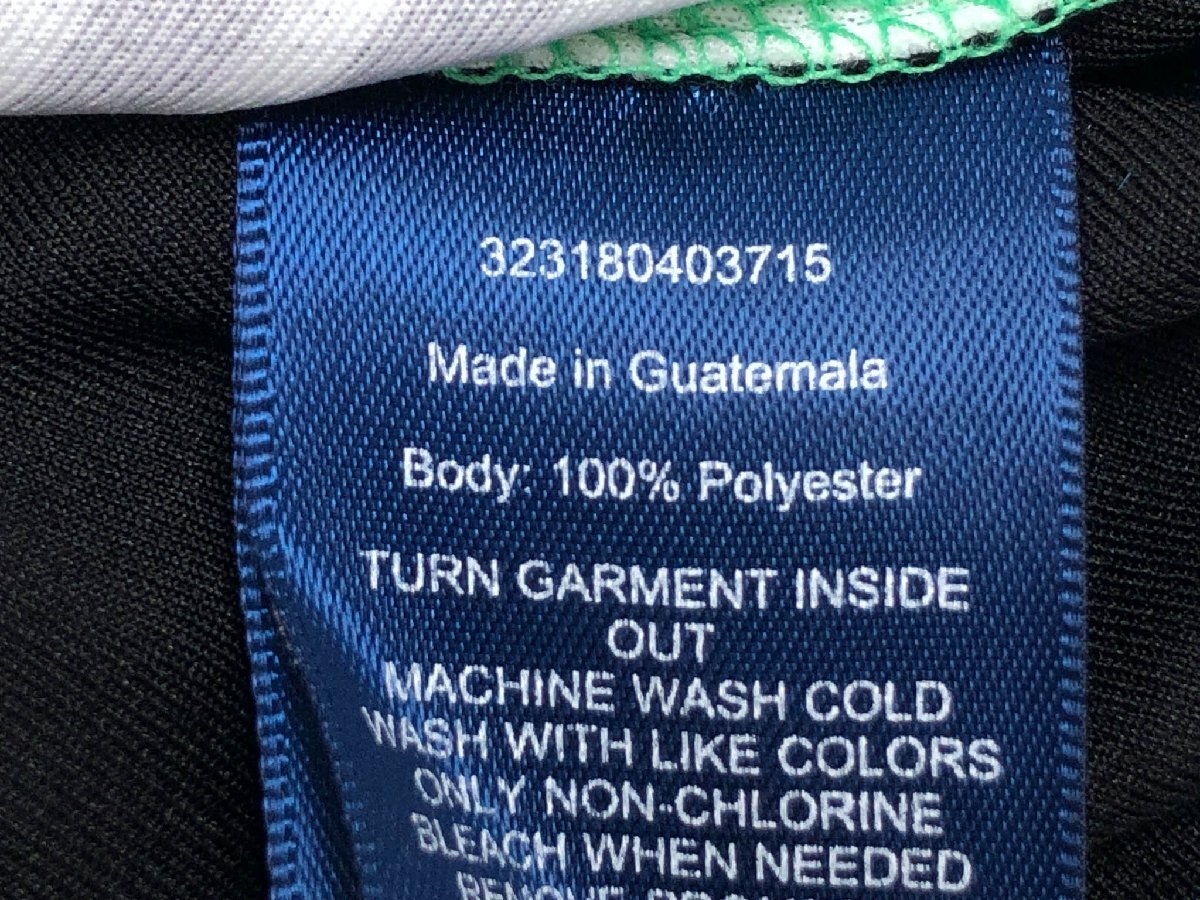 323180403715
Made in Guatemala
Body: 100% Polyester
TURN GARMENT INSIDE
OUT
MACHINE WASH COLD
WASH WITH LIKE COLORS
ONLY NON-CHLORINE
BLEACH WHEN NEEDED